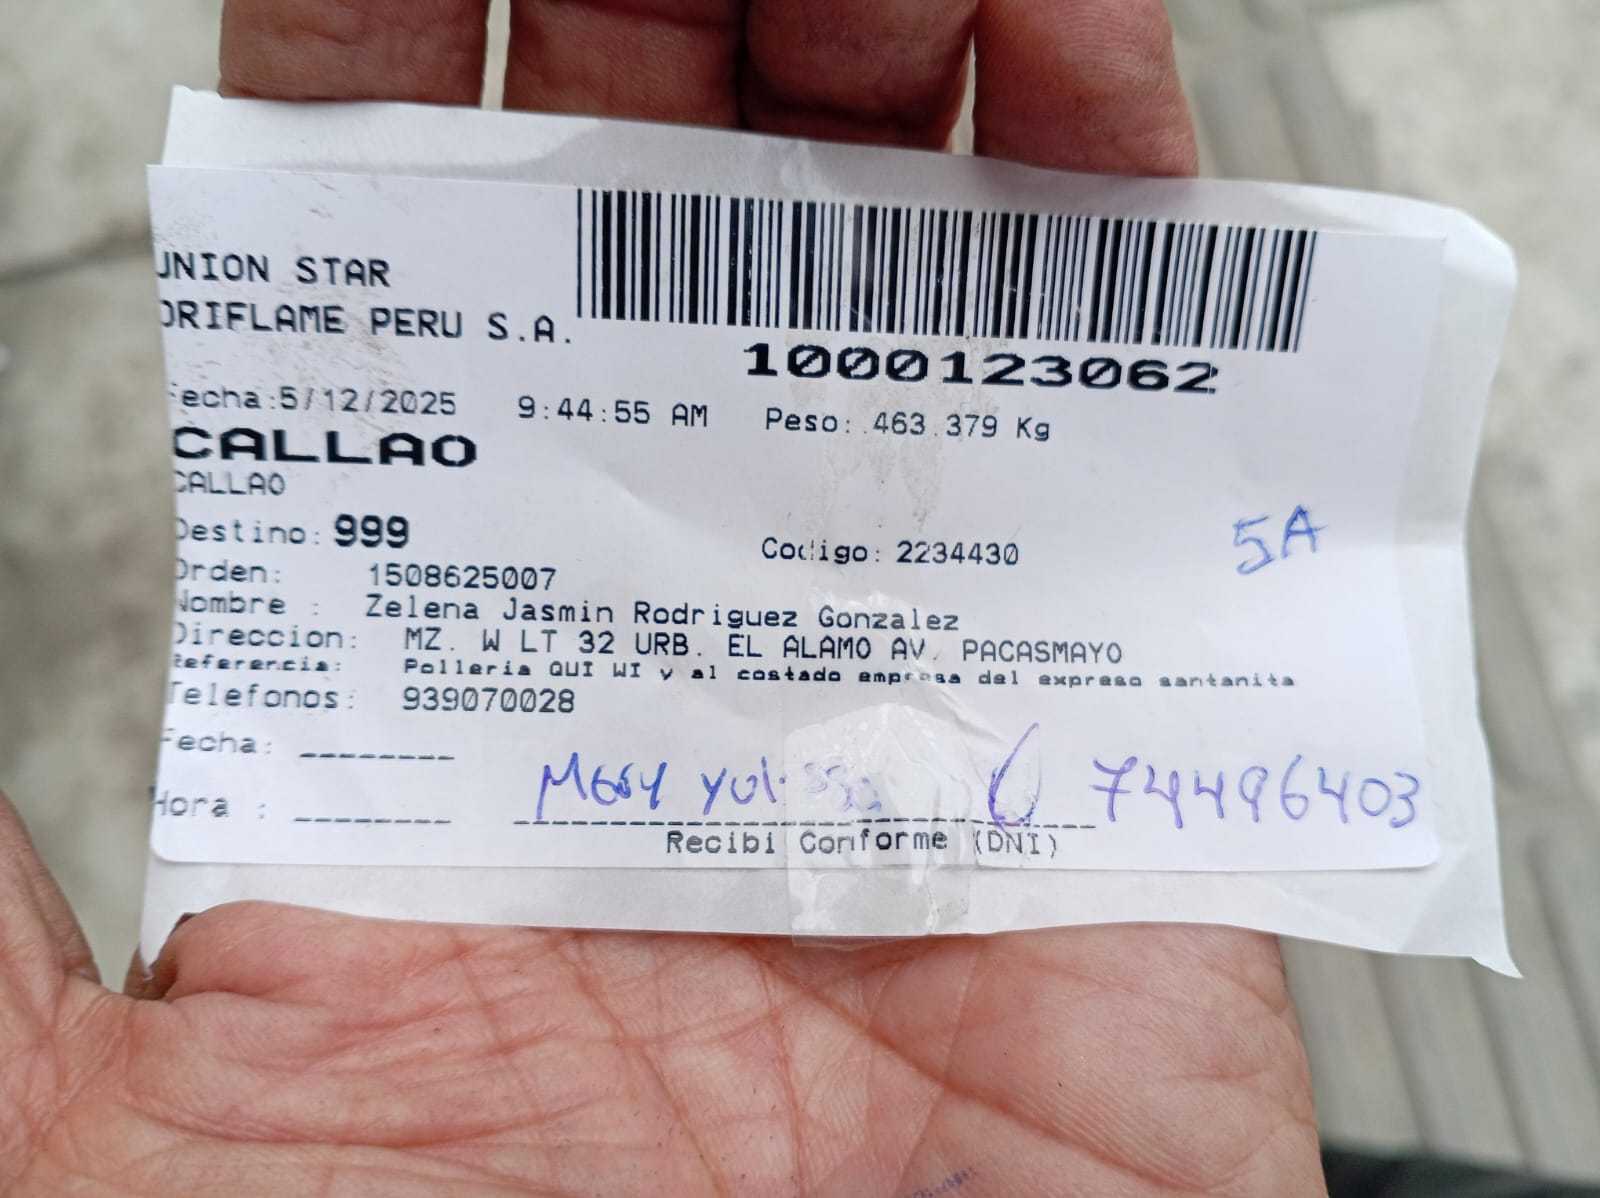 UNION STAR
ORIFLAME PERU S.A.
1000123062
Fecha:5/12/2025 9:44:55 AM Peso: 463.379 Kg
CALLAO
CALLAO
Destino: 999
Codigo: 2234430
5A
Orden: 1508625007
Nombre : Zelena Jasmin Rodriguez Gonzalez
Direccion: MZ. W LT 32 URB. EL ALAMO AV. PACASMAYO
Referencia: Polleria QUI WI y al costado empresa del expreso santanita
Telefonos: 939070028
Fecha: ________
74496403
Hora : ________
Recibi Conforme (DNI)